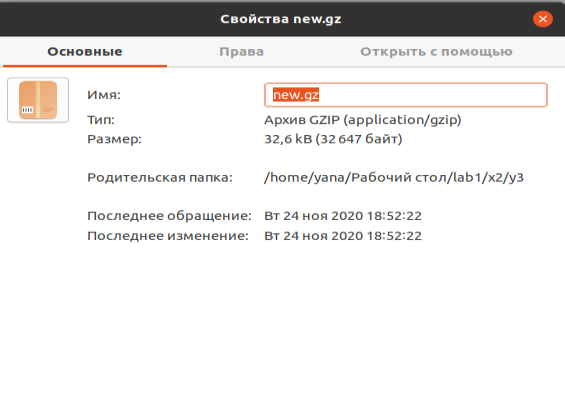 Свойства new.gz
Основные Права Открыть с помощью
Имя: new.gz
Тип: Архив GZIP (application/gzip)
Размер: 32,6 kB (32 647 байт)
Родительская папка: /home/yana/Рабочий стол/lab1/x2/y3
Последнее обращение: Вт 24 ноя 2020 18:52:22
Последнее изменение: Вт 24 ноя 2020 18:52:22